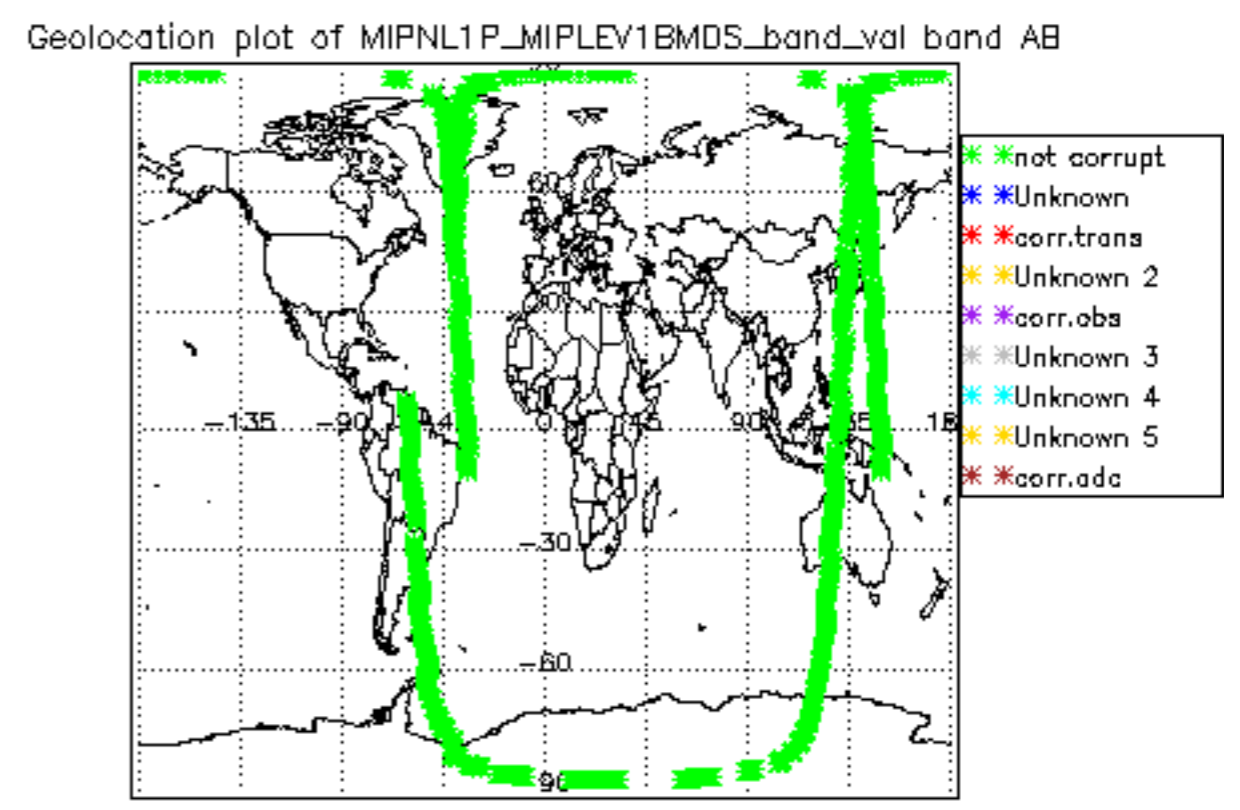 Geolocation plot of MIPNL1P_MIPLEV1BMDS_band_val band AB
not corrupt
Unknown
corr.trans
Unknown 2
corr.obs
Unknown 3
Unknown 4
Unknown 5
corr.adc
60
-135 -90 0 45 90
-30
-60